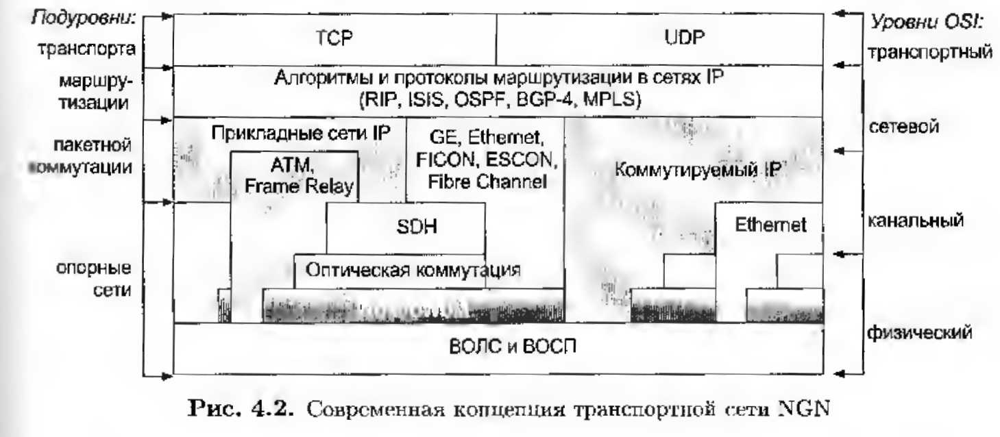 Подуровни:
транспорта
TCP
UDP
Уровни OSI:
транспортный
маршру-
тизации
Алгоритмы и протоколы маршрутизации в сетях IP
(RIP, ISIS, OSPF, BGP-4, MPLS)
сетевой
пакетной
коммутации
Прикладные сети IP
ATM,
Frame Relay
GE, Ethernet,
FICON, ESCON,
Fibre Channel
Коммутируемый IP
SDH
Ethernet
канальный
опорные
сети
Оптическая коммутация
ВОЛС и ВОСП
физический
Рис. 4.2. Современная концепция транспортной сети NGN